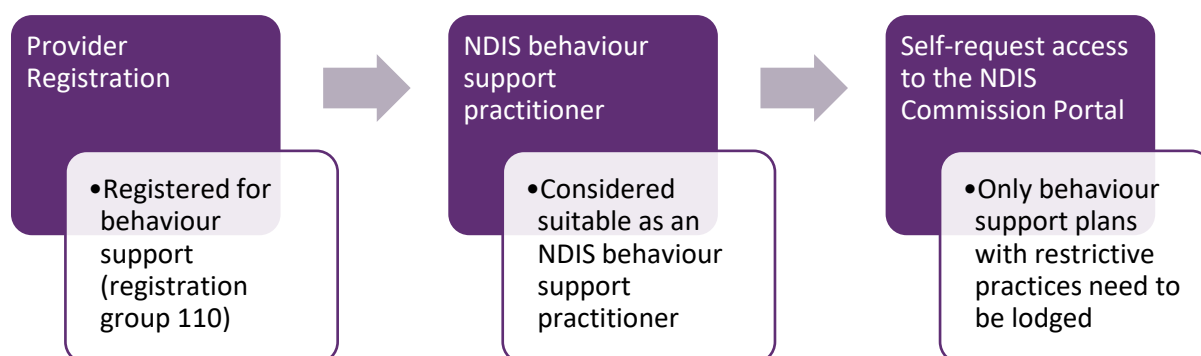 Provider
Registration
•Registered for
behaviour
support
(registration
group 110)
NDIS behaviour
support
practitioner
•Considered
suitable as an
NDIS behaviour
support
practitioner
Self-request access
to the NDIS
Commission Portal
•Only behaviour
support plans
with restrictive
practices need to
be lodged